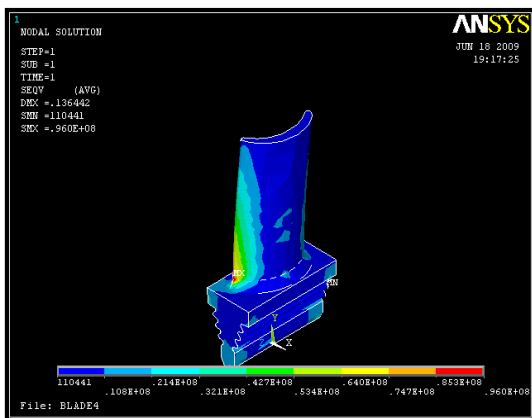 1
NODAL SOLUTION
ANSYS
JUN 18 2009
19:17:25
STEP=1
SUB =1
TIME=1
SEQV (AVG)
DMX =.136442
SMN =110441
SMX =.960E+08
MX
MN
Y
Z X
110441 .214E+08 .427E+08 .640E+08 .853E+08
.108E+08 .321E+08 .534E+08 .747E+08 .960E+08
File: BLADE4